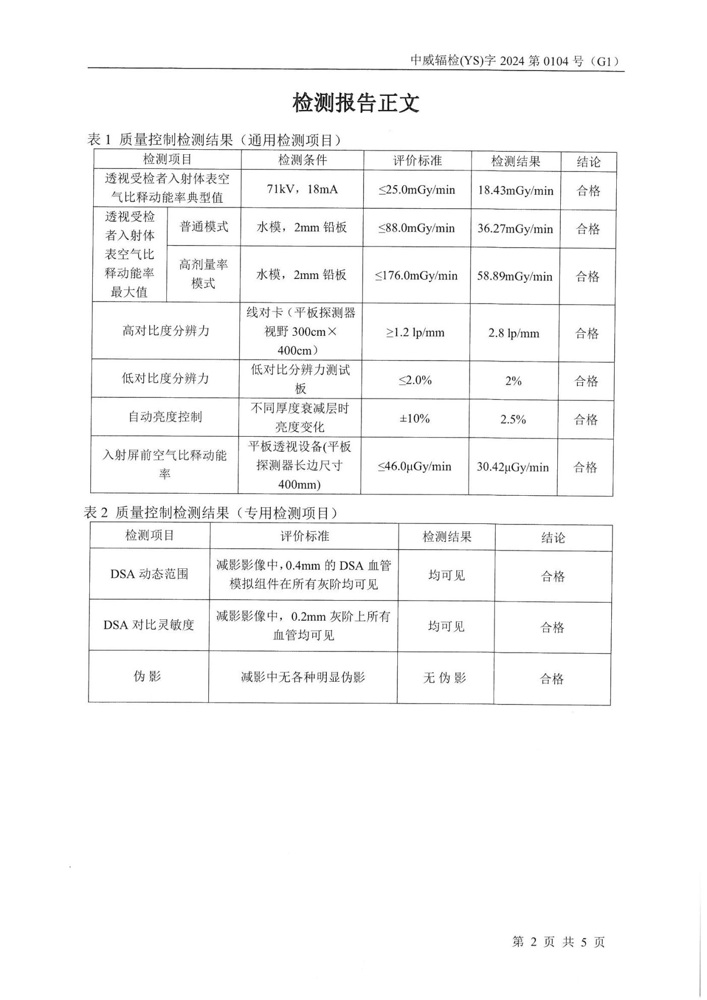 中威辐检(YS)字 2024 第 0104 号（G1）
检测报告正文
表 1 质量控制检测结果（通用检测项目）
检测项目 检测条件 评价标准 检测结果 结论
透视受检者入射体表空
气比释动能率典型值
71kV，18mA ≤25.0mGy/min 18.43mGy/min 合格
透视受检
者入射体
表空气比
释动能率
最大值
普通模式 水模，2mm 铅板 ≤88.0mGy/min 36.27mGy/min 合格
高剂量率
模式
水模，2mm 铅板 ≤176.0mGy/min 58.89mGy/min 合格
高对比度分辨力
线对卡（平板探测器
视野 300cm×
400cm）
≥1.2 lp/mm 2.8 lp/mm 合格
低对比度分辨力
低对比分辨力测试
板
≤2.0% 2% 合格
自动亮度控制
不同厚度衰减层时
亮度变化
±10% 2.5% 合格
入射屏前空气比释动能
率
平板透视设备(平板
探测器长边尺寸
400mm)
≤46.0μGy/min 30.42μGy/min 合格
表 2 质量控制检测结果（专用检测项目）
检测项目 评价标准 检测结果 结论
DSA 动态范围
减影影像中，0.4mm 的 DSA 血管
模拟组件在所有灰阶均可见
均可见 合格
DSA 对比灵敏度
减影影像中，0.2mm 灰阶上所有
血管均可见
均可见 合格
伪 影 减影中无各种明显伪影 无 伪 影 合格
第 2 页 共 5 页